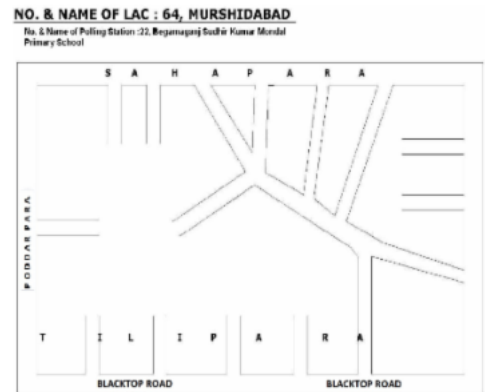 NO. & NAME OF LAC : 64, MURSHIDABAD
No. & Name of Polling Station :22, Begamaganj Sudhir Kumar Mondal
Primary School
S A H A P A R A
PODDAR PARA
T I L I P A RA
BLACKTOP ROAD BLACKTOP ROAD